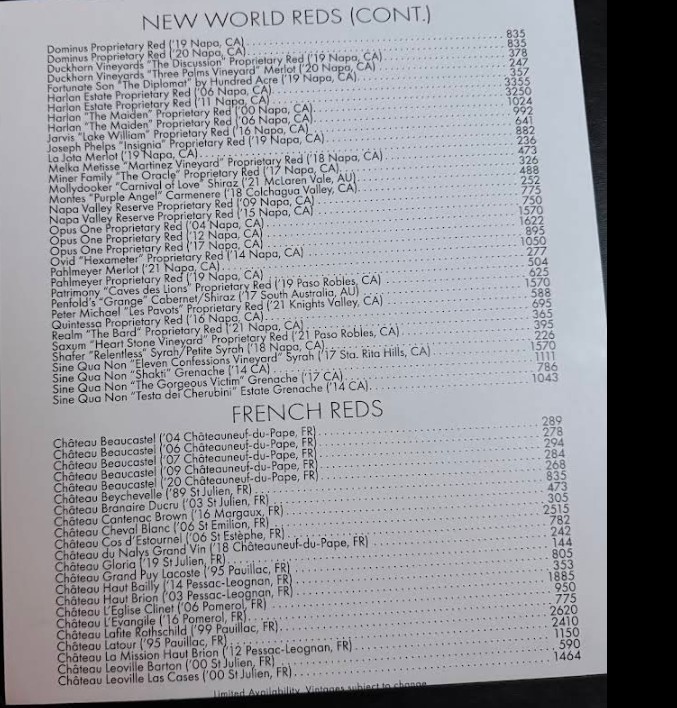 NEW WORLD REDS (CONT.)
Dominus Proprietary Red ('19 Napa, CA) 835
Dominus Proprietary Red ('20 Napa, CA) 835
Duckhorn Vineyards "The Discussion" Proprietary Red ('19 Napa, CA) 378
Duckhorn Vineyards "Three Palms Vineyard" Merlot ('20 Napa, CA) 247
Fortunate Son "The Diplomat" by Hundred Acre ('19 Napa, CA) 357
Harlan Estate Proprietary Red ('06 Napa, CA) 3355
Harlan Estate Proprietary Red ('11 Napa, CA) 3250
Harlan "The Maiden" Proprietary Red ('00 Napa, CA) 1024
Harlan "The Maiden" Proprietary Red ('06 Napa, CA) 992
Jarvis "Lake William" Proprietary Red ('16 Napa, CA) 641
Joseph Phelps "Insignia" Proprietary Red ('19 Napa, CA) 882
La Jota Merlot ('19 Napa, CA) 236
Melka Metisse "Martinez Vineyard" Proprietary Red ('18 Napa, CA) 473
Miner Family "The Oracle" Proprietary Red ('17 Napa, CA) 326
Mollydooker "Carnival of Love" Shiraz ('21 McLaren Vale, AU) 488
Montes "Purple Angel" Carmenere ('18 Colchagua Valley, CA) 252
Napa Valley Reserve Proprietary Red ('09 Napa, CA) 775
Napa Valley Reserve Proprietary Red ('15 Napa, CA) 750
Opus One Proprietary Red ('04 Napa, CA) 1570
Opus One Proprietary Red ('12 Napa, CA) 1622
Opus One Proprietary Red ('17 Napa, CA) 895
Ovid "Hexameter" Proprietary Red ('14 Napa, CA) 1050
Pahlmeyer Merlot ('21 Napa, CA) 277
Pahlmeyer Proprietary Red ('19 Napa, CA) 504
Patrimony "Caves des Lions" Proprietary Red ('19 Paso Robles, CA) 625
Penfold's "Grange" Cabernet/Shiraz ('17 South Australia, AU) 1570
Peter Michael "Les Pavots" Proprietary Red ('21 Knights Valley, CA) 588
Quintessa Proprietary Red ('16 Napa, CA) 695
Realm "The Bard" Proprietary Red ('21 Napa, CA) 365
Saxum "Heart Stone Vineyard" Proprietary Red ('21 Paso Robles, CA) 395
Shafer "Relentless" Syrah/Petite Syrah ('18 Napa, CA) 226
Sine Qua Non "Eleven Confessions Vineyard" Syrah ('17 Sta. Rita Hills, CA) 1570
Sine Qua Non "Shakti" Grenache ('14 CA) 1111
Sine Qua Non "The Gorgeous Victim" Grenache ('17 CA) 786
Sine Qua Non "Testa dei Cherubini" Estate Grenache ('14 CA) 1043
FRENCH REDS
Château Beaucastel ('04 Châteauneuf-du-Pape, FR) 289
Château Beaucastel ('06 Châteauneuf-du-Pape, FR) 278
Château Beaucastel ('07 Châteauneuf-du-Pape, FR) 294
Château Beaucastel ('09 Châteauneuf-du-Pape, FR) 284
Château Beaucastel ('20 Châteauneuf-du-Pape, FR) 268
Château Beychevelle ('89 St Julien, FR) 835
Château Branaire Ducru ('03 St Julien, FR) 473
Château Cantenac Brown ('16 Margaux, FR) 305
Château Cheval Blanc ('06 St Emilion, FR) 2515
Château Cos d'Estournel ('06 St Estèphe, FR) 782
Château du Nalys Grand Vin ('18 Châteauneuf-du-Pape, FR) 242
Château Gloria ('19 St Julien, FR) 144
Château Grand Puy Lacoste ('95 Pauillac, FR) 805
Château Haut Bailly ('14 Pessac-Leognan, FR) 353
Château Haut Brion ('03 Pessac-Leognan, FR) 1885
Château L'Eglise Clinet ('06 Pomerol, FR) 950
Château L'Evangile ('16 Pomerol, FR) 775
Château Lafite Rothschild ('99 Pauillac, FR) 2620
Château Latour ('95 Pauillac, FR) 2410
Château La Mission Haut Brion ('12 Pessac-Leognan, FR) 1150
Château Leoville Barton ('00 St Julien, FR) 590
Château Leoville Las Cases ('00 St Julien, FR) 1464
Limited Availability. Vintages subject to change